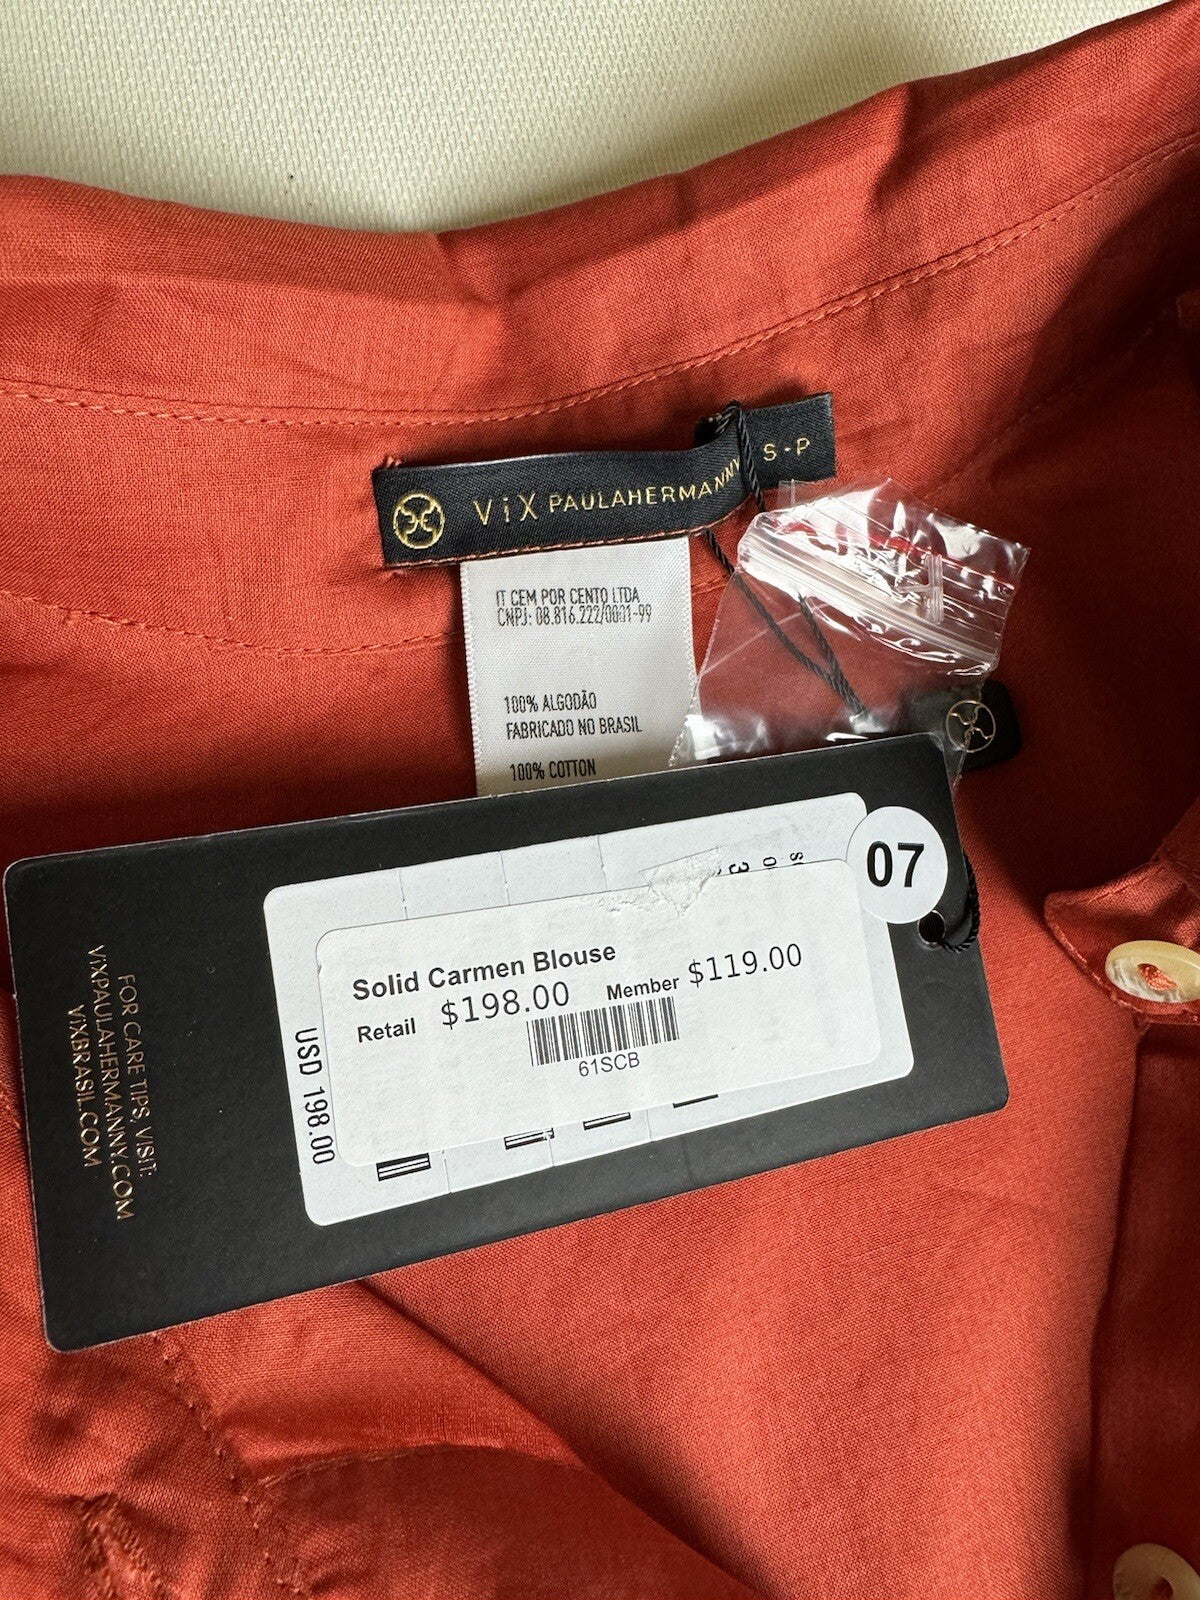 ViX PAULAHERMANNY
S - P
IT CEM POR CENTO LTDA
CNPJ: 08.816.222/0001-99
100% ALGODÃO
FABRICADO NO BRASIL
100% COTTON
07
Solid Carmen Blouse
Retail $198.00 Member $119.00
61SCB
USD 198.00
FOR CARE TIPS, VISIT:
VIXPAULAHERMANNY.COM
VIXBRASIL.COM